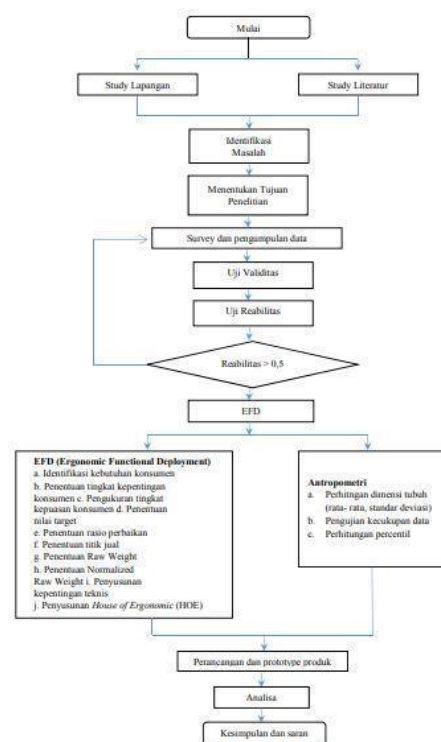 Mulai
Study Lapangan
Study Literatur
Identifikasi
Masalah
Menentukan Tujuan
Penelitian
Survey dan pengumpulan data
Uji Validitas
Uji Reabilitas
Reabilitas > 0,5
EFD
EFD (Ergonomic Functional Deployment)
a. Identifikasi kebutuhan konsumen
b. Penentuan tingkat kepentingan
konsumen c. Pengukuran tingkat
kepuasan konsumen d. Penentuan
nilai target
e. Penentuan rasio perbaikan
f. Penentuan titik jual
g. Penentuan Raw Weight
h. Penentuan Normalized
Raw Weight i. Penyusunan
kepentingan teknis
j. Penyusunan House of Ergonomic (HOE)
Antropometri
a. Perhitngan dimensi tubuh
(rata- rata, standar deviasi)
b. Pengujian kecukupan data
c. Perhitungan percentil
Perancangan dan prototype produk
Analisa
Kesimpulan dan saran